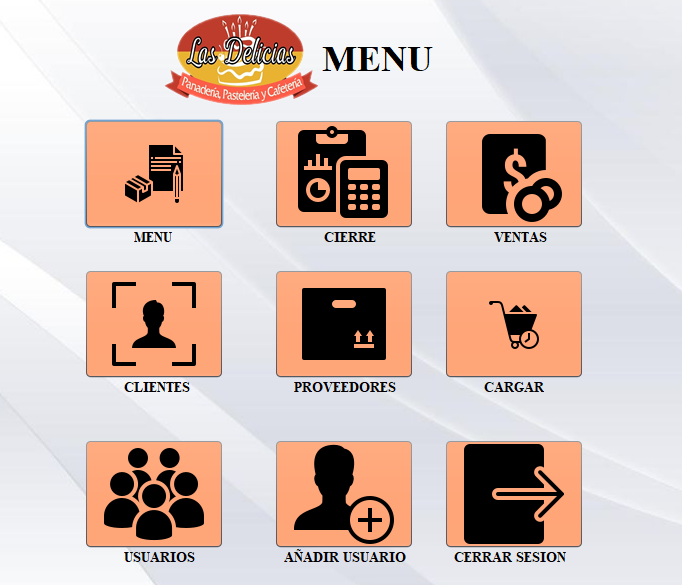 Las Delicias
Panadería, Pastelería y Cafetería
MENU
MENU
CIERRE
VENTAS
CLIENTES
PROVEEDORES
CARGAR
USUARIOS
AÑADIR USUARIO
CERRAR SESION